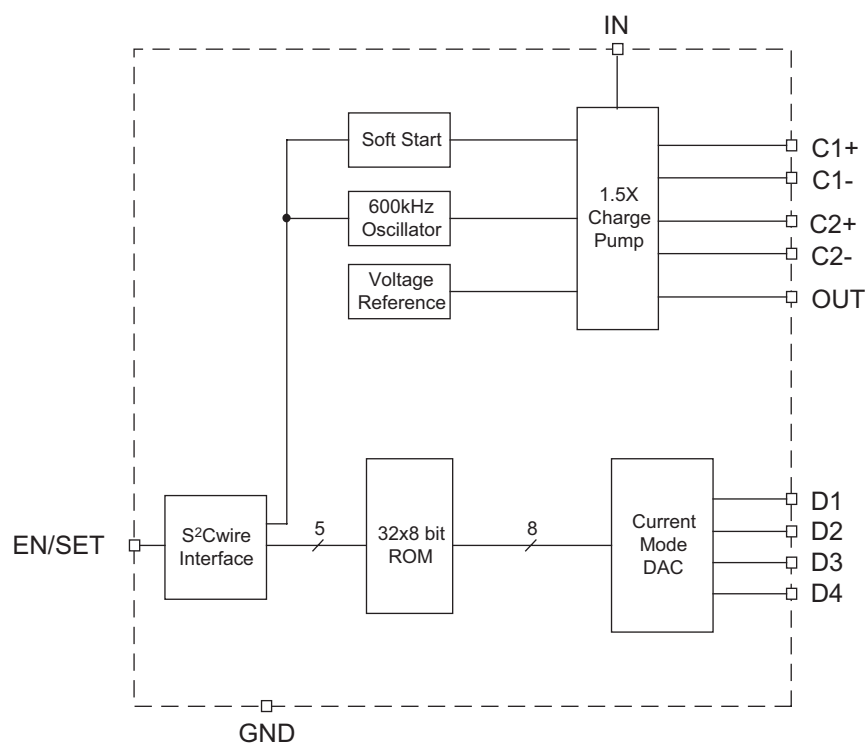 IN
Soft Start
600kHz
Oscillator
Voltage
Reference
1.5X
Charge
Pump
C1+
C1-
C2+
C2-
OUT
EN/SET
S²Cwire
Interface
5
32x8 bit
ROM
8
Current
Mode
DAC
D1
D2
D3
D4
GND